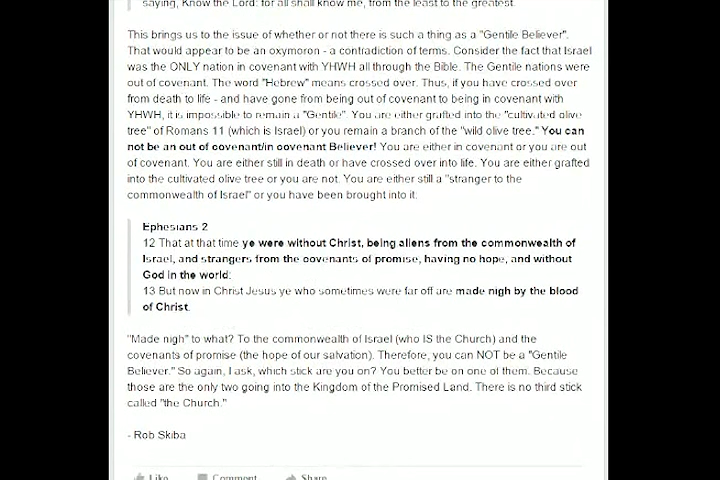 saying, Know the Lord: for all shall know me, from the least to the greatest.
This brings us to the issue of whether or not there is such a thing as a "Gentile Believer".
That would appear to be an oxymoron - a contradiction of terms. Consider the fact that Israel
was the ONLY nation in covenant with YHWH all through the Bible. The Gentile nations were
out of covenant. The word "Hebrew" means crossed over. Thus, if you have crossed over
from death to life - and have gone from being out of covenant to being in covenant with
YHWH, it is impossible to remain a "Gentile". You are either grafted into the "cultivated olive
tree" of Romans 11 (which is Israel) or you remain a branch of the "wild olive tree." You can
not be an out of covenant/in covenant Believer! You are either in covenant or you are out
of covenant. You are either still in death or have crossed over into life. You are either grafted
into the cultivated olive tree or you are not. You are either still a "stranger to the
commonwealth of Israel" or you have been brought into it:
Ephesians 2
12 That at that time ye were without Christ, being aliens from the commonwealth of
Israel, and strangers from the covenants of promise, having no hope, and without
God in the world:
13 But now in Christ Jesus ye who sometimes were far off are made nigh by the blood
of Christ.
"Made nigh" to what? To the commonwealth of Israel (who IS the Church) and the
covenants of promise (the hope of our salvation). Therefore, you can NOT be a "Gentile
Believer." So again, I ask, which stick are you on? You better be on one of them. Because
those are the only two going into the Kingdom of the Promised Land. There is no third stick
called "the Church."
- Rob Skiba
Like Comment Share